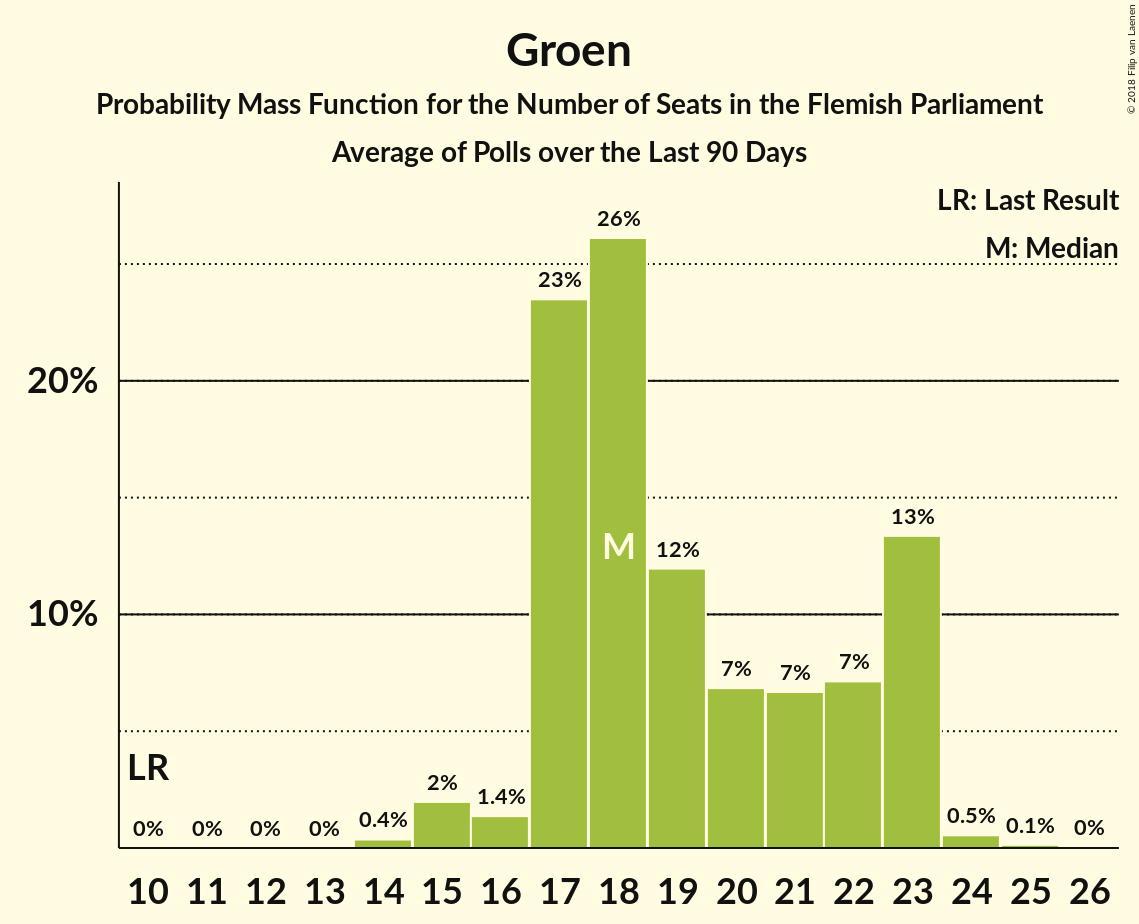 Groen
Probability Mass Function for the Number of Seats in the Flemish Parliament
Average of Polls over the Last 90 Days
© 2018 Filip van Laenen
LR: Last Result
M: Median
26%
23%
20%
13%
M
12%
10%
7%
7%
7%
LR
2%
1.4%
0% 0% 0% 0% 0.4% 0.5% 0.1% 0%
10 11 12 13 14 15 16 17 18 19 20 21 22 23 24 25 26